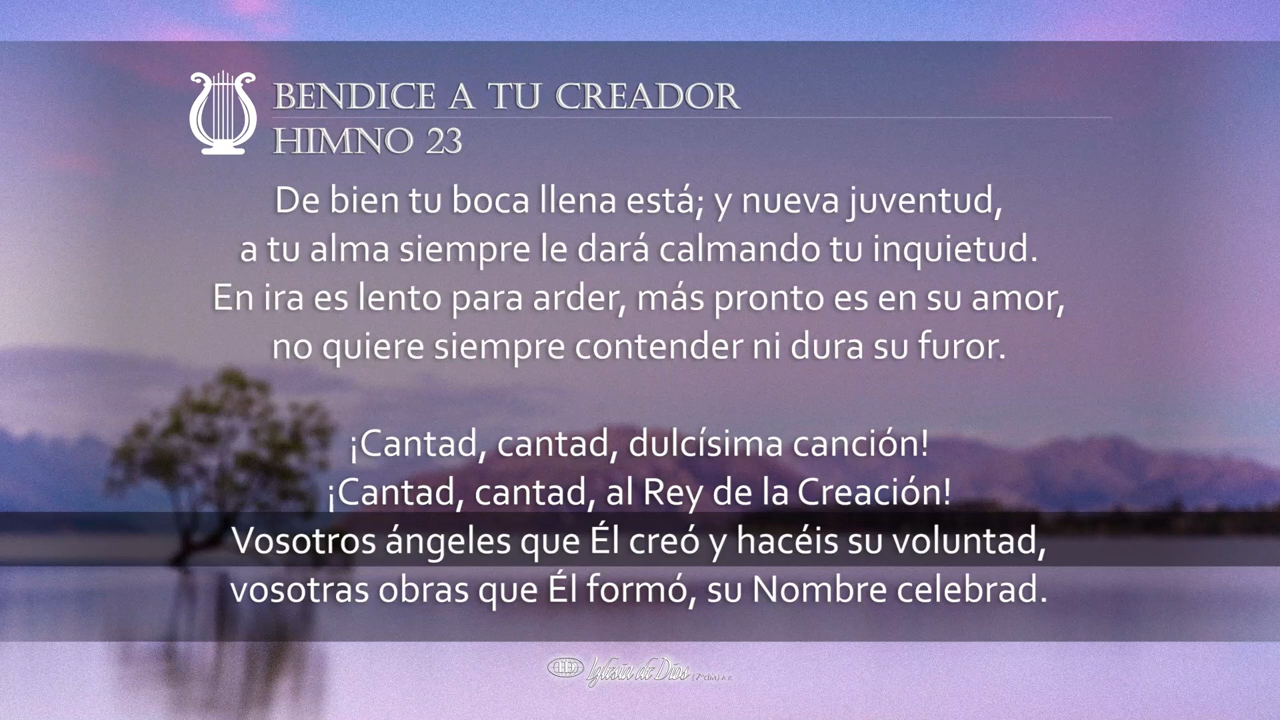 BENDICE A TU CREADOR
HIMNO 23
De bien tu boca llena está; y nueva juventud,
a tu alma siempre le dará calmando tu inquietud.
En ira es lento para arder, más pronto es en su amor,
no quiere siempre contender ni dura su furor.
¡Cantad, cantad, dulcísima canción!
¡Cantad, cantad, al Rey de la Creación!
Vosotros ángeles que Él creó y hacéis su voluntad,
vosotras obras que Él formó, su Nombre celebrad.
Iglesia de Dios